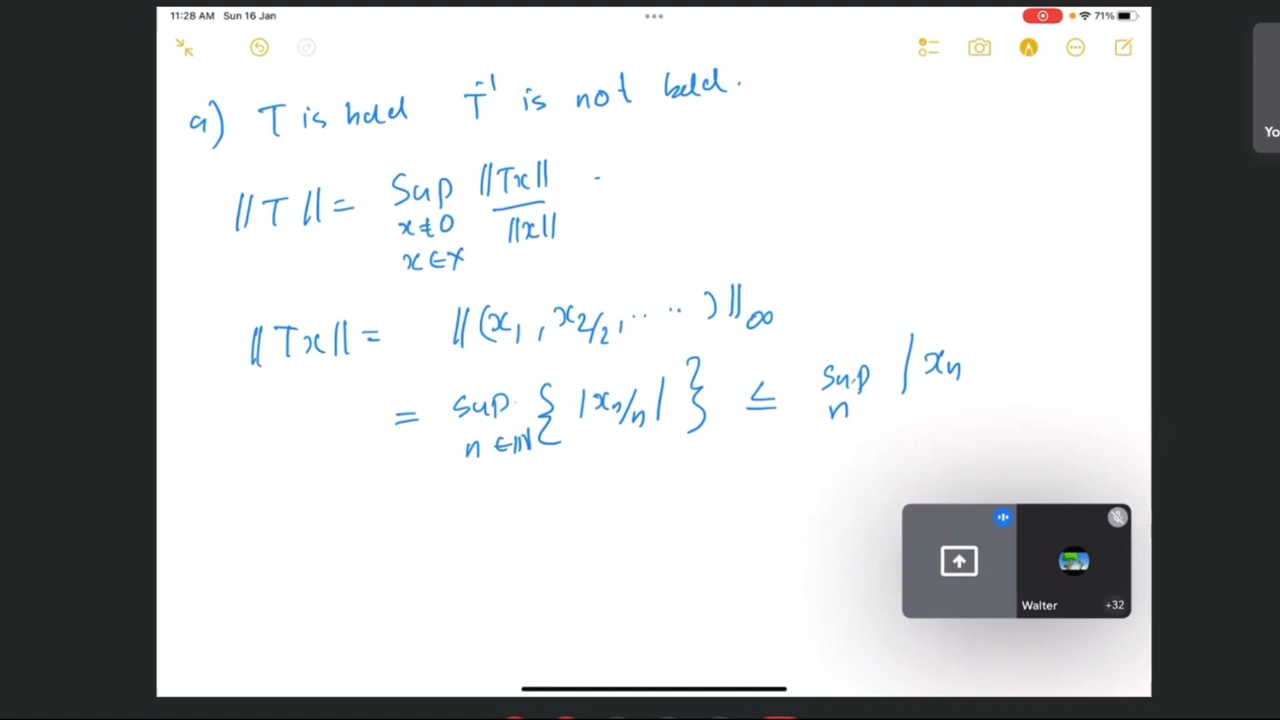 11:28 AM Sun 16 Jan
71%
a) T is bdd T⁻¹ is not bdd.
||T|| = Sup ||Tx||
x≠0 ||x||
x∈X
||Tx|| = ||(x₁, x₂/₂, .... )||∞
= sup { |xₙ/n| } ≤ sup |xₙ
n∈ℕ n
Yo
Walter +32